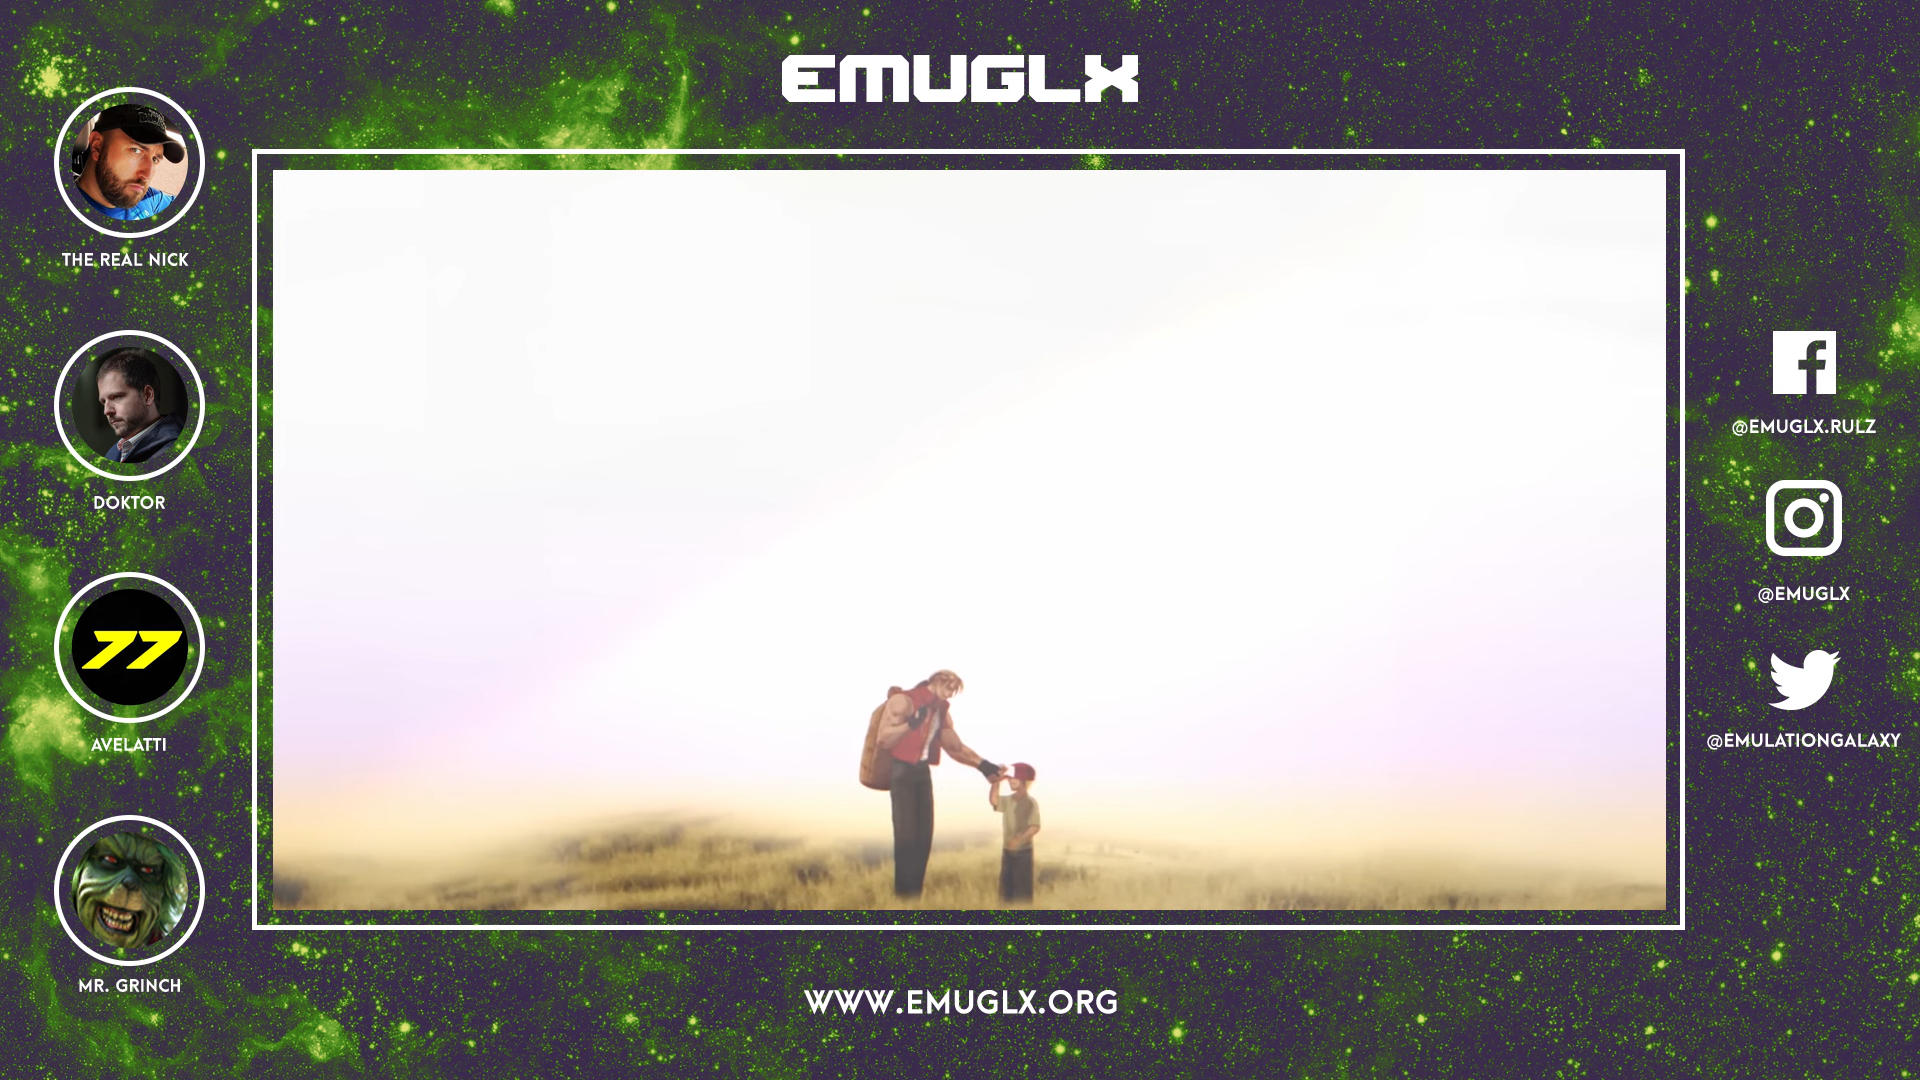 EMUGLX
THE REAL NICK
DOKTOR
77
AVELATTI
MR. GRINCH
@EMUGLX.RULZ
@EMUGLX
@EMULATIONGALAXY
WWW.EMUGLX.ORG